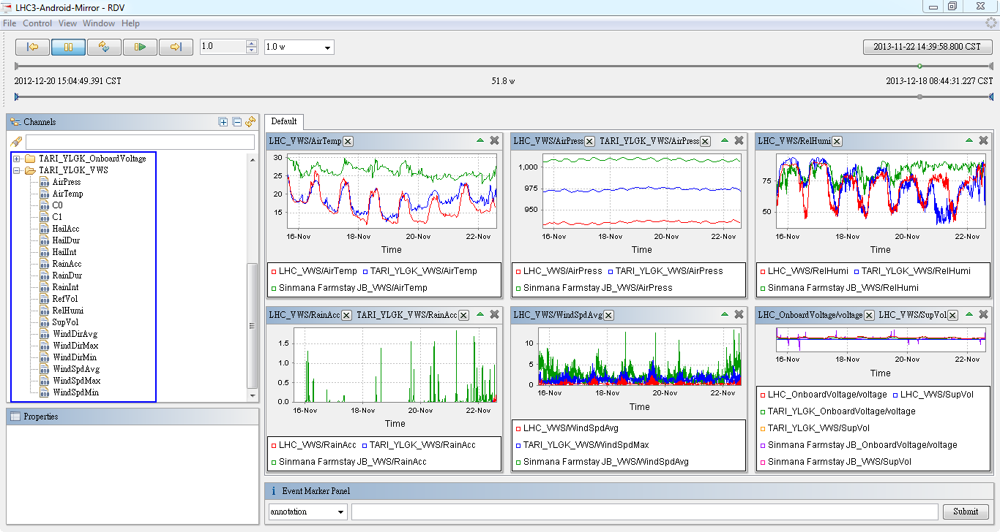 LHC3-Android-Mirror - RDV
File Control View Window Help
1.0 1.0 w 2013-11-22 14:39:58.800 CST
2012-12-20 15:04:49.391 CST 51.8 w 2013-12-18 08:44:31.227 CST
Channels
TARI_YLGK_OnboardVoltage
TARI_YLGK_VWS
AirPress
AirTemp
C0
C1
HailAcc
HailDur
HailInt
RainAcc
RainDur
RainInt
RefVol
RelHumi
SupVol
WindDirAvg
WindDirMax
WindDirMin
WindSpdAvg
WindSpdMax
WindSpdMin
Properties
Default
LHC_VWS/AirTemp
30
25
20
15
16-Nov 18-Nov 20-Nov 22-Nov
Time
LHC_VWS/AirTemp TARI_YLGK_VWS/AirTemp
Sinmana Farmstay JB_VWS/AirTemp
LHC_VWS/AirPress TARI_YLGK_VWS/AirPress
1,000
975
950
16-Nov 18-Nov 20-Nov 22-Nov
Time
LHC_VWS/AirPress TARI_YLGK_VWS/AirPress
Sinmana Farmstay JB_VWS/AirPress
LHC_VWS/RelHumi
75
50
16-Nov 18-Nov 20-Nov 22-Nov
Time
LHC_VWS/RelHumi TARI_YLGK_VWS/RelHumi
Sinmana Farmstay JB_VWS/RelHumi
LHC_VWS/RainAcc TARI_YLGK_VWS/RainAcc
1.5
1.0
0.5
0.0
16-Nov 18-Nov 20-Nov 22-Nov
Time
LHC_VWS/RainAcc TARI_YLGK_VWS/RainAcc
Sinmana Farmstay JB_VWS/RainAcc
LHC_VWS/WindSpdAvg
10
5
0
16-Nov 18-Nov 20-Nov 22-Nov
Time
LHC_VWS/WindSpdAvg
TARI_YLGK_VWS/WindSpdMax
Sinmana Farmstay JB_VWS/WindSpdAvg
LHC_OnboardVoltage/voltage LHC_VWS/SupVol
16-Nov 18-Nov 20-Nov 22-Nov
Time
LHC_OnboardVoltage/voltage LHC_VWS/SupVol
TARI_YLGK_OnboardVoltage/voltage
TARI_YLGK_VWS/SupVol
Sinmana Farmstay JB_OnboardVoltage/voltage
Sinmana Farmstay JB_VWS/SupVol
Event Marker Panel
annotation Submit